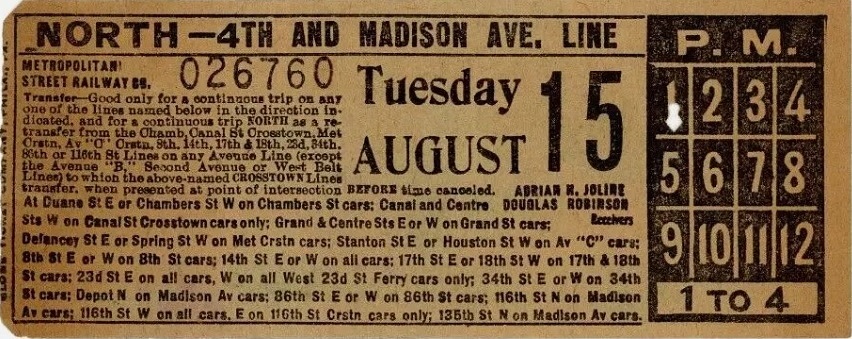 NORTH—4TH AND MADISON AVE. LINE
METROPOLITAN
STREET RAILWAY CO.
026760
Transfer—Good only for a continuous trip on any
one of the lines named below in the direction in-
dicated, and for a continuous trip NORTH as a re-
transfer from the Chamb, Canal St Crosstown, Met
Crstn, Av "C" Crstn, 8th, 14th, 17th & 18th, 23d, 34th,
86th or 116th St Lines on any Avenue Line (except
the Avenue "B," Second Avenue or West Belt
Lines) to which the above-named CROSSTOWN Lines
transfer, when presented at point of intersection BEFORE time canceled.
Tuesday
AUGUST
15
ADRIAN H. JOLINE
DOUGLAS ROBINSON
Receivers
At Duane St E or Chambers St W on Chambers St cars; Canal and Centre
Sts W on Canal St Crosstown cars only; Grand & Centre Sts E or W on Grand St cars;
Delancey St E or Spring St W on Met Crstn cars; Stanton St E or Houston St W on Av "C" cars;
8th St E or W on 8th St cars; 14th St E or W on all cars; 17th St E or 18th St W on 17th & 18th
St cars; 23d St E on all cars, W on all West 23d St Ferry cars only; 34th St E or W on 34th
St cars; Depot N on Madison Av cars; 86th St E or W on 86th St cars; 116th St N on Madison
Av cars; 116th St W on all cars, E on 116th St Crstn cars only; 135th St N on Madison Av cars.
P. M.
1 2 3 4
5 6 7 8
9 10 11 12
1 TO 4